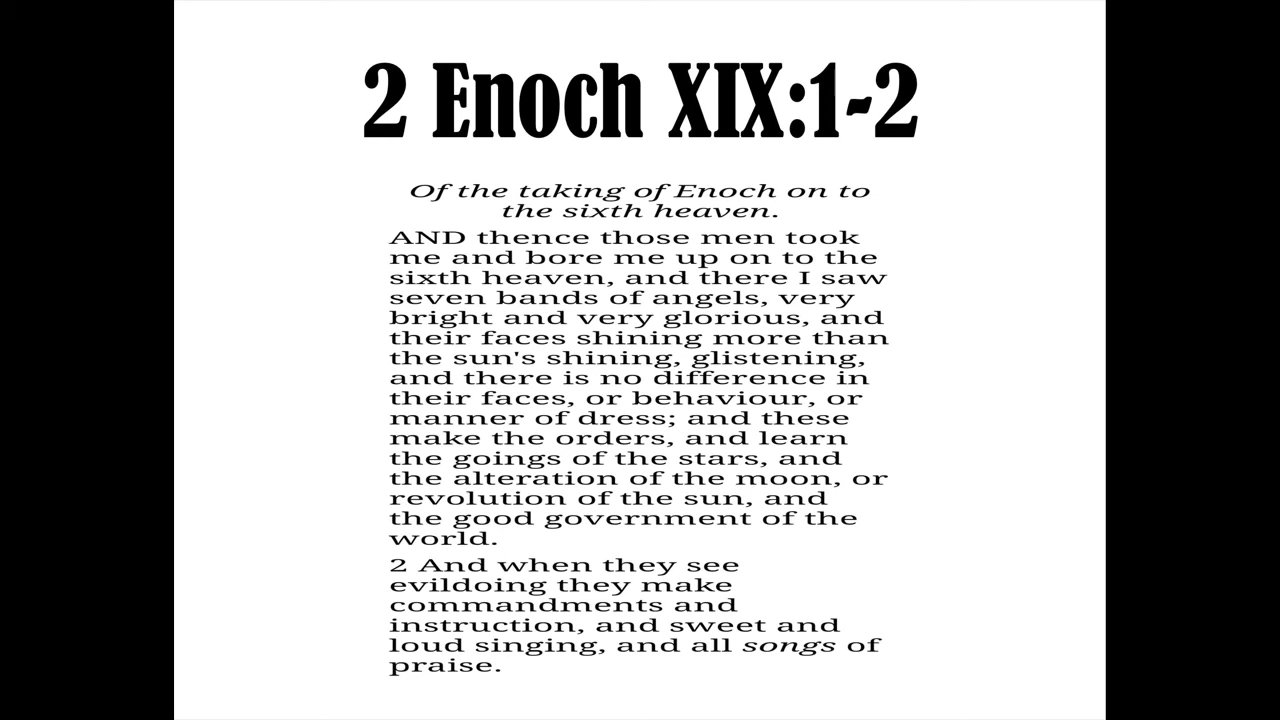 2 Enoch XIX:1-2
Of the taking of Enoch on to
the sixth heaven.
AND thence those men took
me and bore me up on to the
sixth heaven, and there I saw
seven bands of angels, very
bright and very glorious, and
their faces shining more than
the sun's shining, glistening,
and there is no difference in
their faces, or behaviour, or
manner of dress; and these
make the orders, and learn
the goings of the stars, and
the alteration of the moon, or
revolution of the sun, and
the good government of the
world.
2 And when they see
evildoing they make
commandments and
instruction, and sweet and
loud singing, and all songs of
praise.